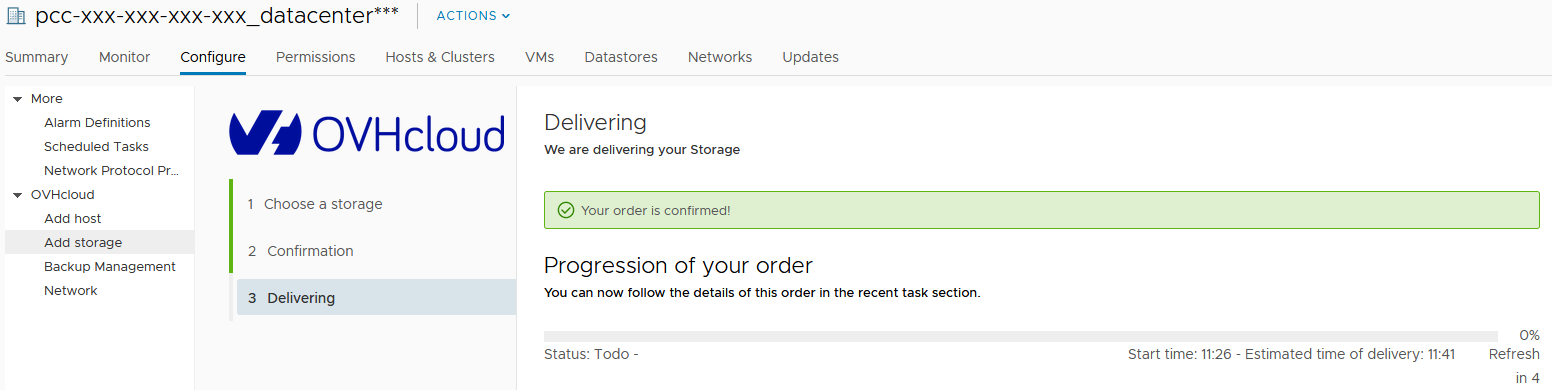 pcc-xxx-xxx-xxx-xxx_datacenter***
ACTIONS
Summary Monitor Configure Permissions Hosts & Clusters VMs Datastores Networks Updates
More
Alarm Definitions
Scheduled Tasks
Network Protocol Pr...
OVHcloud
Add host
Add storage
Backup Management
Network
OVHcloud
1 Choose a storage
2 Confirmation
3 Delivering
Delivering
We are delivering your Storage
Your order is confirmed!
Progression of your order
You can now follow the details of this order in the recent task section.
0%
Status: Todo -
Start time: 11:26 - Estimated time of delivery: 11:41
Refresh
in 4